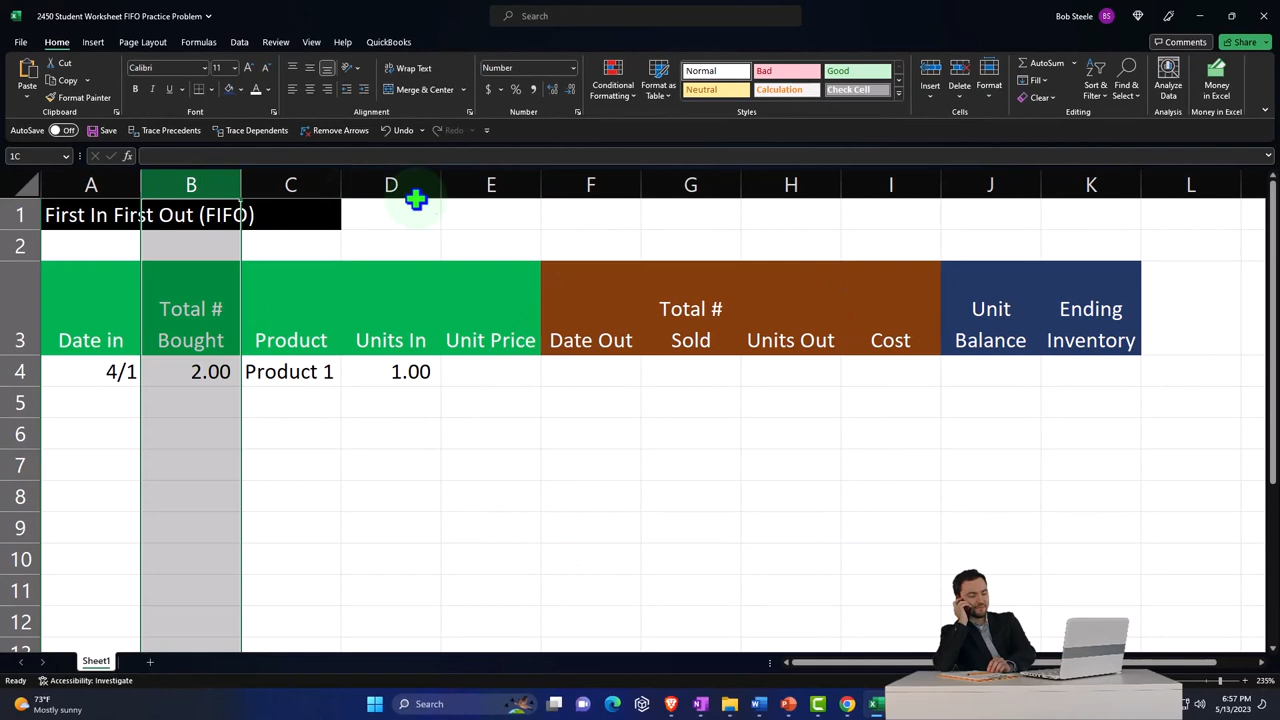 2450 Student Worksheet FIFO Practice Problem
Search
Bob Steele
BS
File
Home
Insert
Page Layout
Formulas
Data
Review
View
Help
QuickBooks
Comments
Share
Paste
Cut
Copy
Format Painter
Clipboard
Calibri
11
Font
Wrap Text
Merge & Center
Alignment
Number
Number
Conditional Formatting
Format as Table
Normal
Bad
Good
Neutral
Calculation
Check Cell
Styles
Insert
Delete
Format
Cells
AutoSum
Fill
Clear
Sort & Filter
Find & Select
Editing
Analyze Data
Analysis
Money in Excel
Money in Excel
AutoSave Off
Save
Trace Precedents
Trace Dependents
Remove Arrows
Undo
Redo
1C
fx
A B C D E F G H I J K L
1 First In First Out (FIFO)
2
3 Date in Total # Bought Product Units In Unit Price Date Out Total # Sold Units Out Cost Unit Balance Ending Inventory
4 4/1 2.00 Product 1 1.00
5
6
7
8
9
10
11
12
Sheet1
Ready
Accessibility: Investigate
235%
73°F
Mostly sunny
Search
6:57 PM
5/13/2023